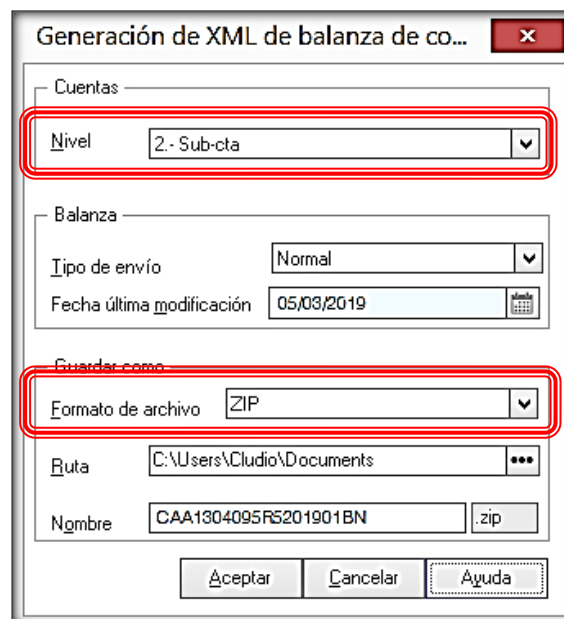 Generación de XML de balanza de co...
Cuentas
Nivel 2.- Sub-cta
Balanza
Tipo de envío Normal
Fecha última modificación 05/03/2019
Guardar como
Formato de archivo ZIP
Ruta C:\Users\Cludio\Documents
Nombre CAA1304095R5201901BN .zip
Aceptar Cancelar Ayuda